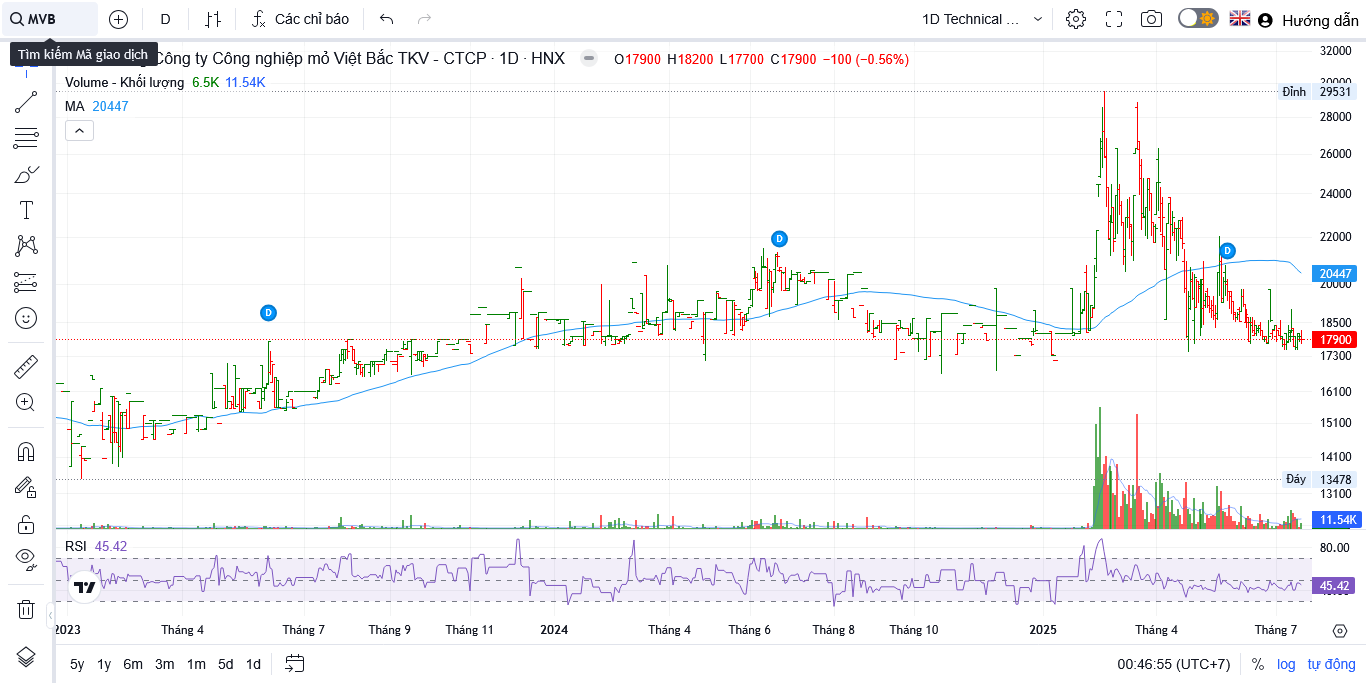 MVB
D
Các chỉ báo
1D Technical ...
Hướng dẫn
Tìm kiếm Mã giao dịch
Công ty Công nghiệp mỏ Việt Bắc TKV - CTCP · 1D · HNX
O17900 H18200 L17700 C17900 −100 (−0.56%)
Volume - Khối lượng 6.5K 11.54K
MA 20447
32000
30000
Đỉnh 29531
28000
26000
24000
22000
20447
20000
18500
17900
17300
16100
15100
14100
Đáy 13478
13100
11.54K
D
D
D
RSI 45.42
80.00
45.42
2023
Tháng 4
Tháng 7
Tháng 9
Tháng 11
2024
Tháng 4
Tháng 6
Tháng 8
Tháng 10
2025
Tháng 4
Tháng 7
5y 1y 6m 3m 1m 5d 1d
00:46:55 (UTC+7)
% log tự động